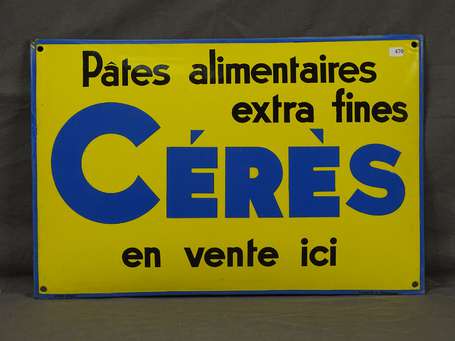 Pâtes alimentaires
extra fines
CÉRÈS
en vente ici